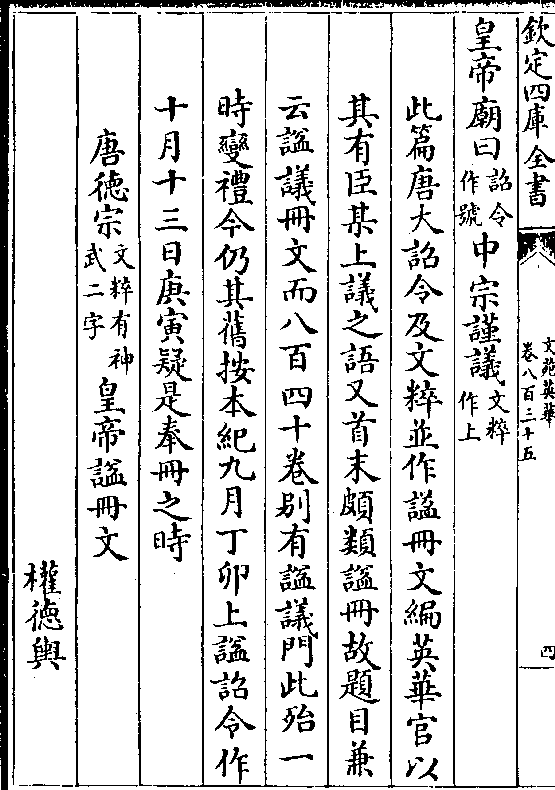 欽定四庫全書
文苑英華
卷八百三十五
四
皇帝廟曰詔令作號中宗謹議文粹作上
此篇唐大詔令及文粹並作諡冊文編英華官以
其有臣某上議之語又首末頗類諡冊故題目兼
云諡議冊文而八百四十卷别有諡議門此殆一
時變禮今仍其舊按本紀九月丁卯上諡詔令作
十月十三日庚寅疑是奉冊之時
唐德宗文粹有神武二字皇帝諡冊文
權德輿